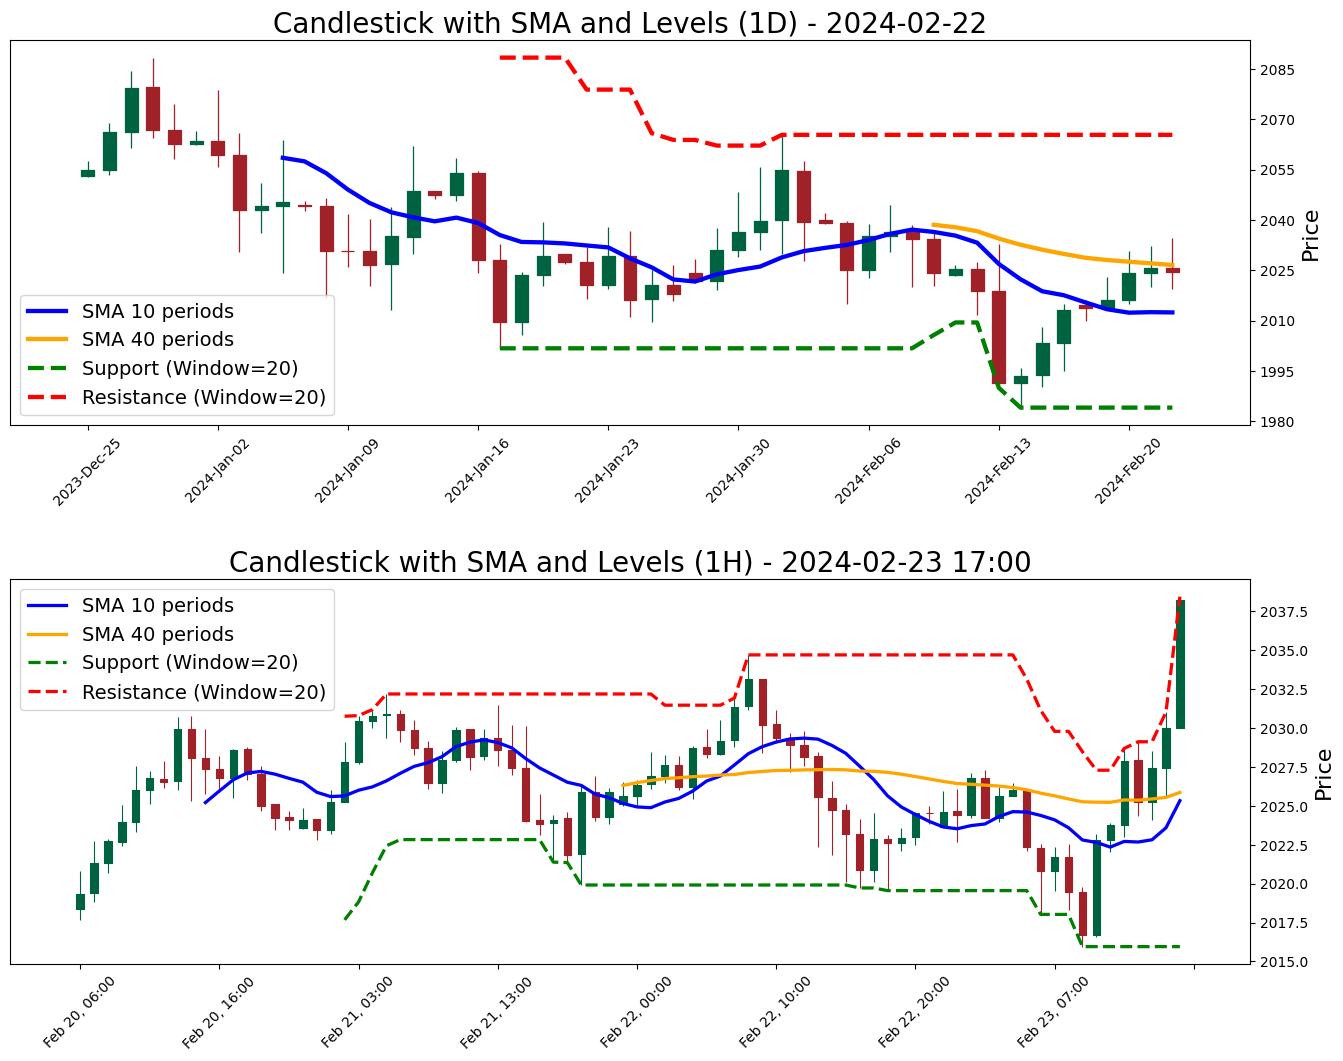 Candlestick with SMA and Levels (1D) - 2024-02-22
2085
2070
2055
2040
2025
2010
1995
1980
Price
SMA 10 periods
SMA 40 periods
Support (Window=20)
Resistance (Window=20)
2023-Dec-25
2024-Jan-02
2024-Jan-09
2024-Jan-16
2024-Jan-23
2024-Jan-30
2024-Feb-06
2024-Feb-13
2024-Feb-20
Candlestick with SMA and Levels (1H) - 2024-02-23 17:00
SMA 10 periods
SMA 40 periods
Support (Window=20)
Resistance (Window=20)
2037.5
2035.0
2032.5
2030.0
2027.5
2025.0
2022.5
2020.0
2017.5
2015.0
Price
Feb 20, 06:00
Feb 20, 16:00
Feb 21, 03:00
Feb 21, 13:00
Feb 22, 00:00
Feb 22, 10:00
Feb 22, 20:00
Feb 23, 07:00